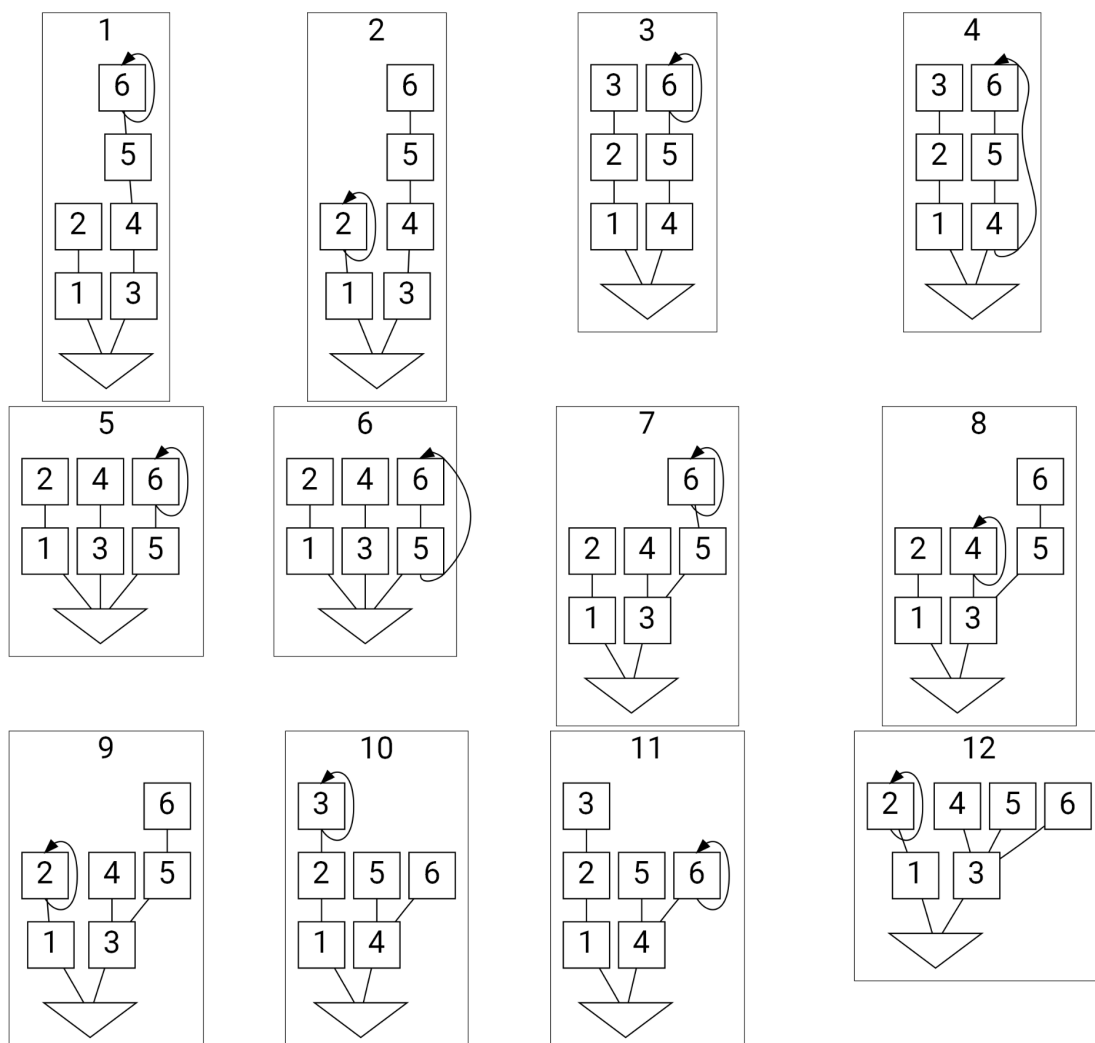 1 2 3 4
6 6 3 6 3 6
5 5 2 5 2 5
2 4 2 4 1 4 1 4
1 3 1 3
5 6 7 8
2 4 6 2 4 6 6 6
1 3 5 1 3 5 2 4 5 2 4 5
1 3 1 3
9 10 11 12
6 3 3 2 4 5 6
2 4 5 2 5 6 2 5 6 1 3
1 3 1 4 1 4